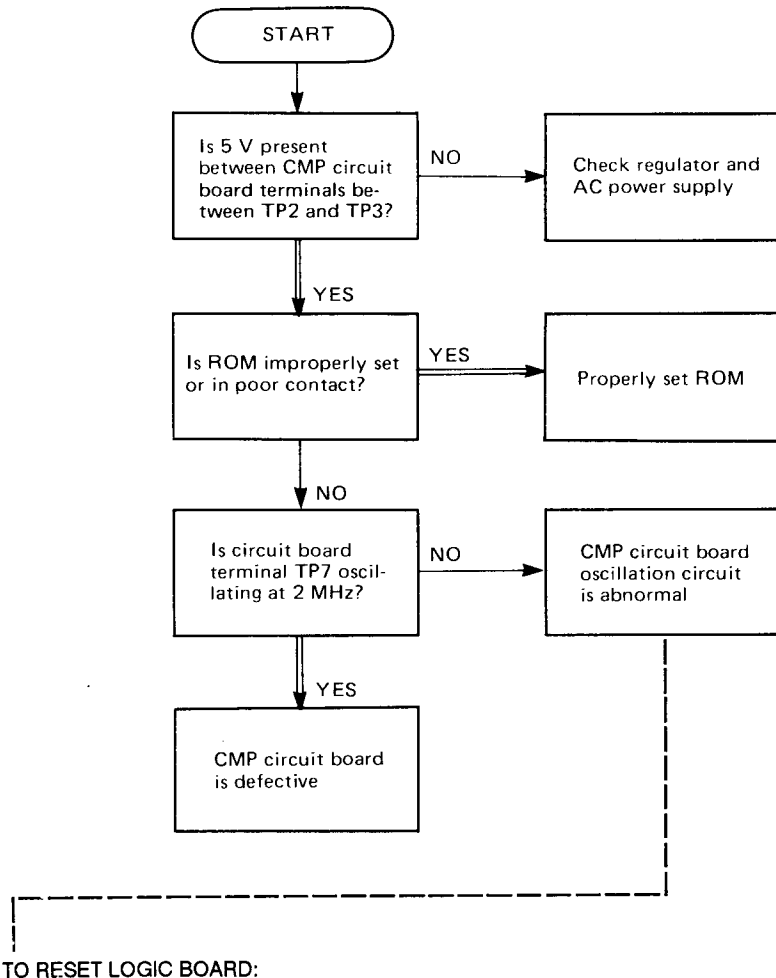 START
Is 5 V present
between CMP circuit
board terminals be-
tween TP2 and TP3?
NO
Check regulator and
AC power supply
YES
Is ROM improperly set
or in poor contact?
YES
Properly set ROM
NO
Is circuit board
terminal TP7 oscil-
lating at 2 MHz?
NO
CMP circuit board
oscillation circuit
is abnormal
YES
CMP circuit board
is defective
TO RESET LOGIC BOARD: